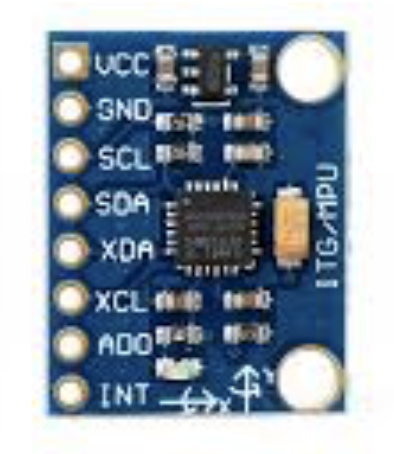 VCC
GND
SCL
SDA
XDA
XCL
ADO
INT
ITG/MPU
X
Y